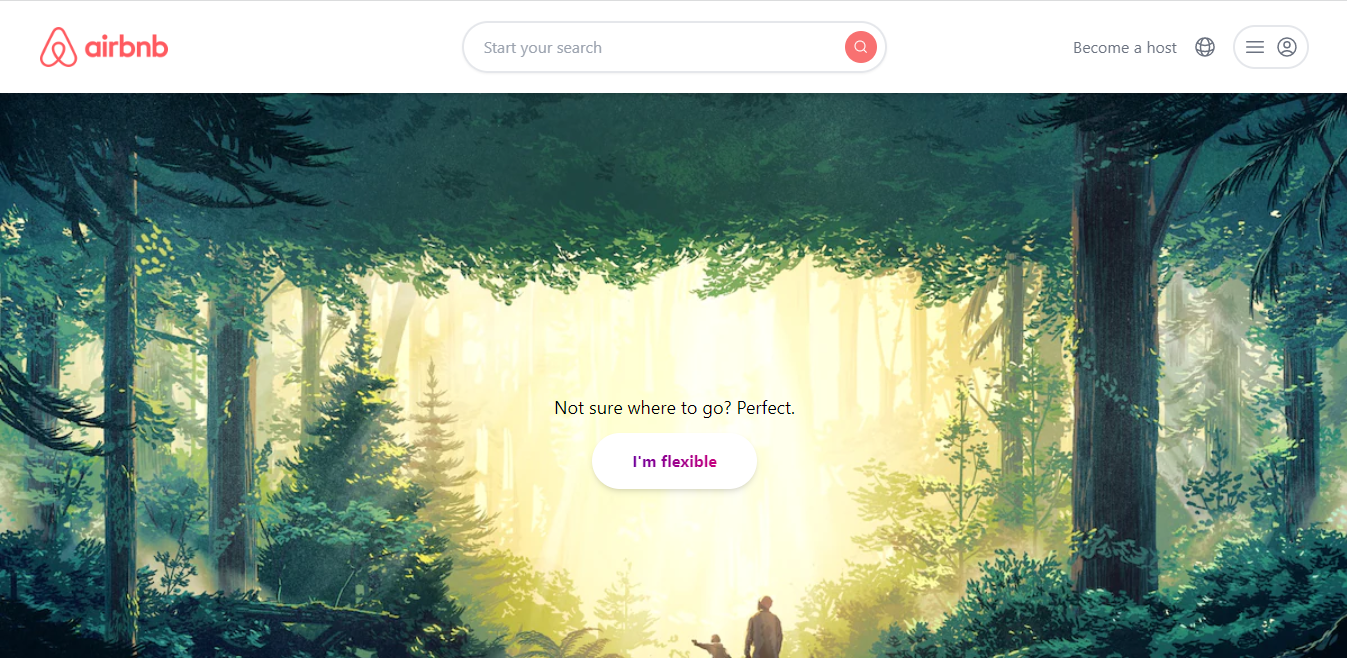 airbnb
Start your search
Become a host
Not sure where to go? Perfect.
I'm flexible